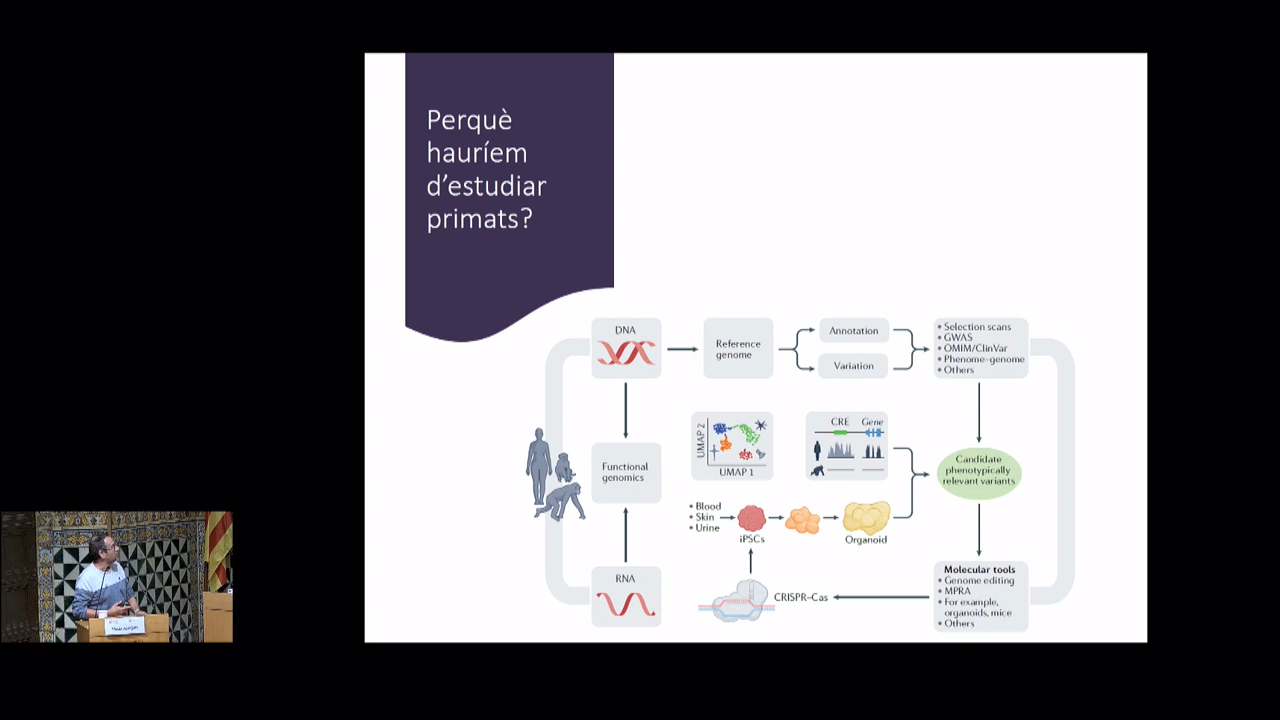 Perquè
hauríem
d'estudiar
primats?
DNA
Reference
genome
Annotation
Variation
• Selection scans
• GWAS
• OMIM/ClinVar
• Phenome–genome
• Others
Functional
genomics
UMAP 2
UMAP 1
CRE Gene
Candidate
phenotypically
relevant variants
• Blood
• Skin
• Urine
iPSCs
Organoid
RNA
CRISPR–Cas
Molecular tools
• Genome editing
• MPRA
• For example,
organoids, mice
• Others